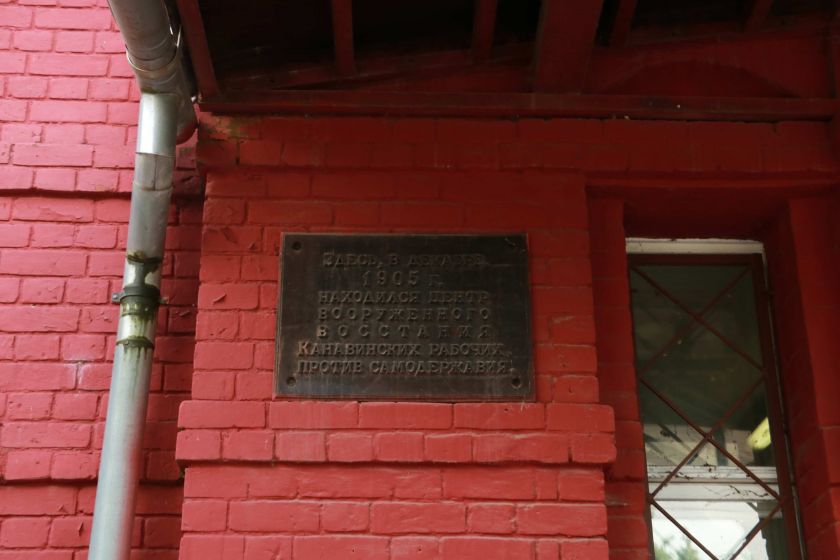 Здесь, в декабре
1905 г.
находился центр
вооруженного
восстания
Канавинских рабочих
против самодержавия.